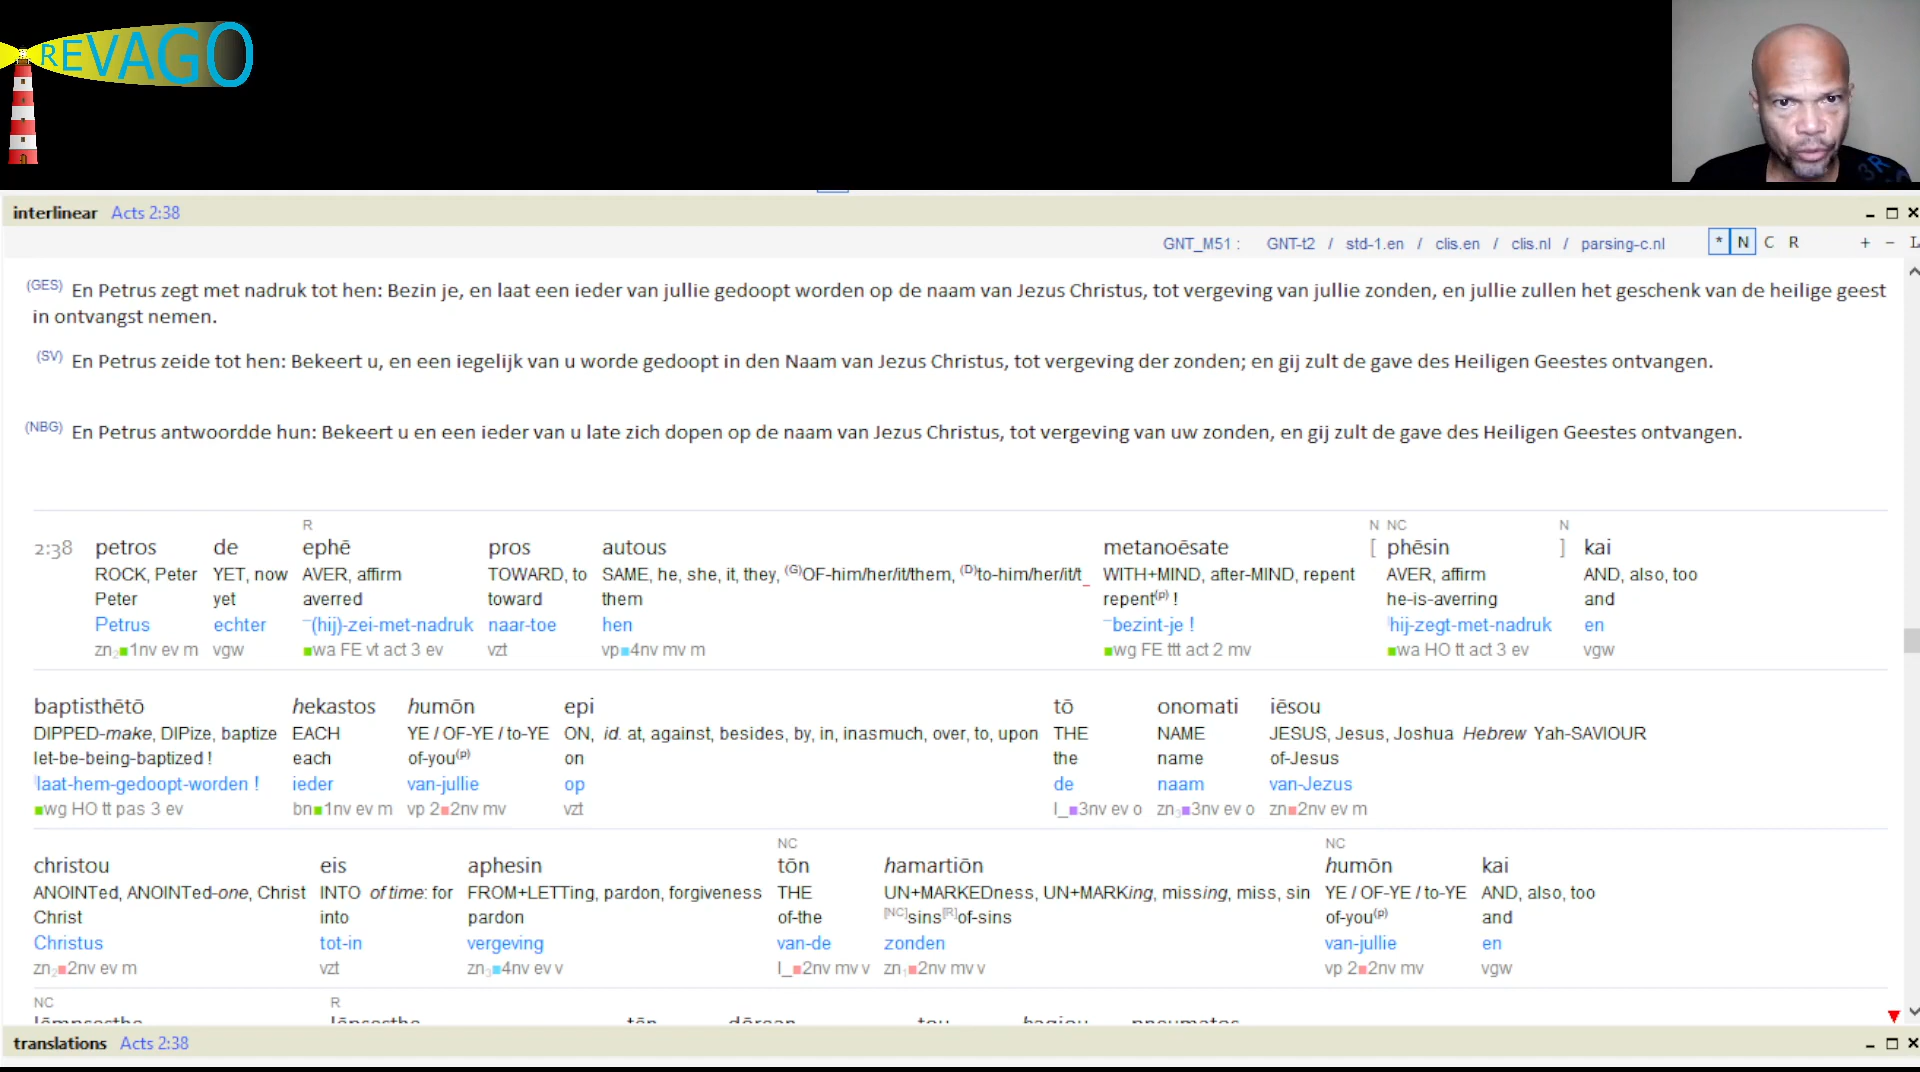 REVAGO
3R
interlinear Acts 2:38
GNT_M51 : GNT-t2 / std-1.en / clis.en / clis.nl / parsing-c.nl * N C R + −
(GES) En Petrus zegt met nadruk tot hen: Bezin je, en laat een ieder van jullie gedoopt worden op de naam van Jezus Christus, tot vergeving van jullie zonden, en jullie zullen het geschenk van de heilige geest
in ontvangst nemen.
(SV) En Petrus zeide tot hen: Bekeert u, en een iegelijk van u worde gedoopt in den Naam van Jezus Christus, tot vergeving der zonden; en gij zult de gave des Heiligen Geestes ontvangen.
(NBG) En Petrus antwoordde hun: Bekeert u en een ieder van u late zich dopen op de naam van Jezus Christus, tot vergeving van uw zonden, en gij zult de gave des Heiligen Geestes ontvangen.
R N NC N
2:38 petros de ephē pros autous metanoēsate [ phēsin ] kai
ROCK, Peter YET, now AVER, affirm TOWARD, to SAME, he, she, it, they, (G)OF-him/her/it/them, (D)to-him/her/it/t_ WITH+MIND, after-MIND, repent AVER, affirm AND, also, too
Peter yet averred toward them repent(p) ! he-is-averring and
Petrus echter ¯(hij)-zei-met-nadruk naar-toe hen ¯bezint-je ! hij-zegt-met-nadruk en
zn2■1nv ev m vgw ■wa FE vt act 3 ev vzt vp■4nv mv m ■wg FE ttt act 2 mv ■wa HO tt act 3 ev vgw
baptisthētō hekastos humōn epi tō onomati iēsou
DIPPED-make, DIPize, baptize EACH YE / OF-YE / to-YE ON, id. at, against, besides, by, in, inasmuch, over, to, upon THE NAME JESUS, Jesus, Joshua Hebrew Yah-SAVIOUR
let-be-being-baptized ! each of-you(p) on the name of-Jesus
laat-hem-gedoopt-worden ! ieder van-jullie op de naam van-Jezus
■wg HO tt pas 3 ev bn■1nv ev m vp 2■2nv mv vzt l_■3nv ev o zn3■3nv ev o zn■2nv ev m
NC NC
christou eis aphesin tōn hamartiōn humōn kai
ANOINTed, ANOINTed-one, Christ INTO of time: for FROM+LETTing, pardon, forgiveness THE UN+MARKEDness, UN+MARKing, missing, miss, sin YE / OF-YE / to-YE AND, also, too
Christ into pardon of-the [NC]sins[R]of-sins of-you(p) and
Christus tot-in vergeving van-de zonden van-jullie en
zn2■2nv ev m vzt zn3■4nv ev v l_■2nv mv v zn1■2nv mv v vp 2■2nv mv vgw
NC R
translations Acts 2:38